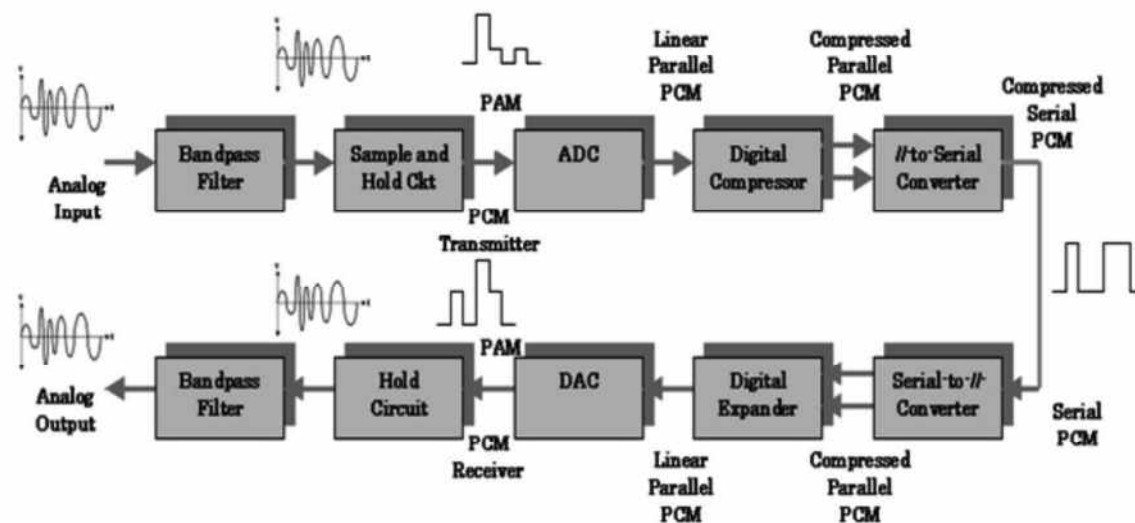 PAM
Linear
Parallel
PCM
Compressed
Parallel
PCM
Compressed
Serial
PCM
Analog
Input
Bandpass
Filter
Sample and
Hold Ckt
ADC
Digital
Compressor
//-to-Serial
Converter
PCM
Transmitter
PAM
Analog
Output
Bandpass
Filter
Hold
Circuit
DAC
Digital
Expander
Serial-to-//-
Converter
Serial
PCM
PCM
Receiver
Linear
Parallel
PCM
Compressed
Parallel
PCM